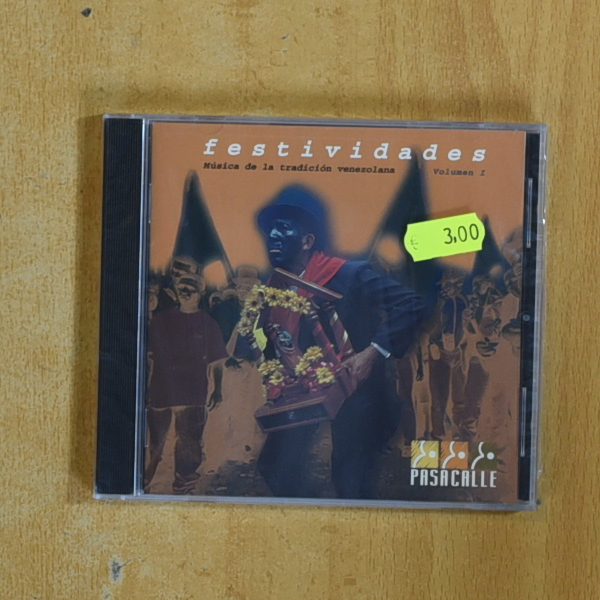 festividades
Música de la tradición venezolana Volumen I
€ 3,00
PASACALLE